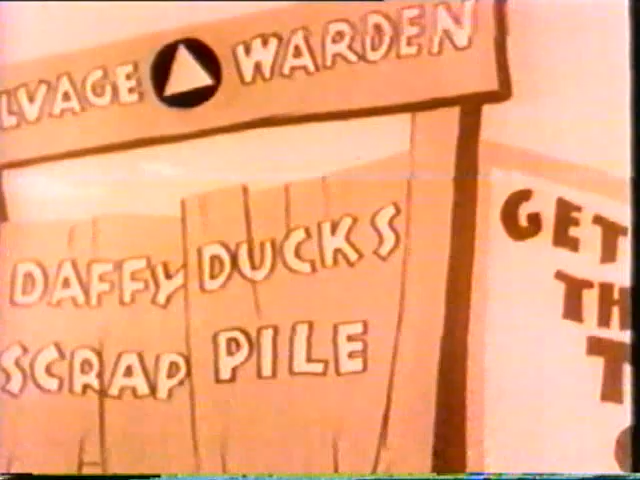 LVAGE WARDEN
DAFFY DUCKS
SCRAP PILE
GET
TH
T